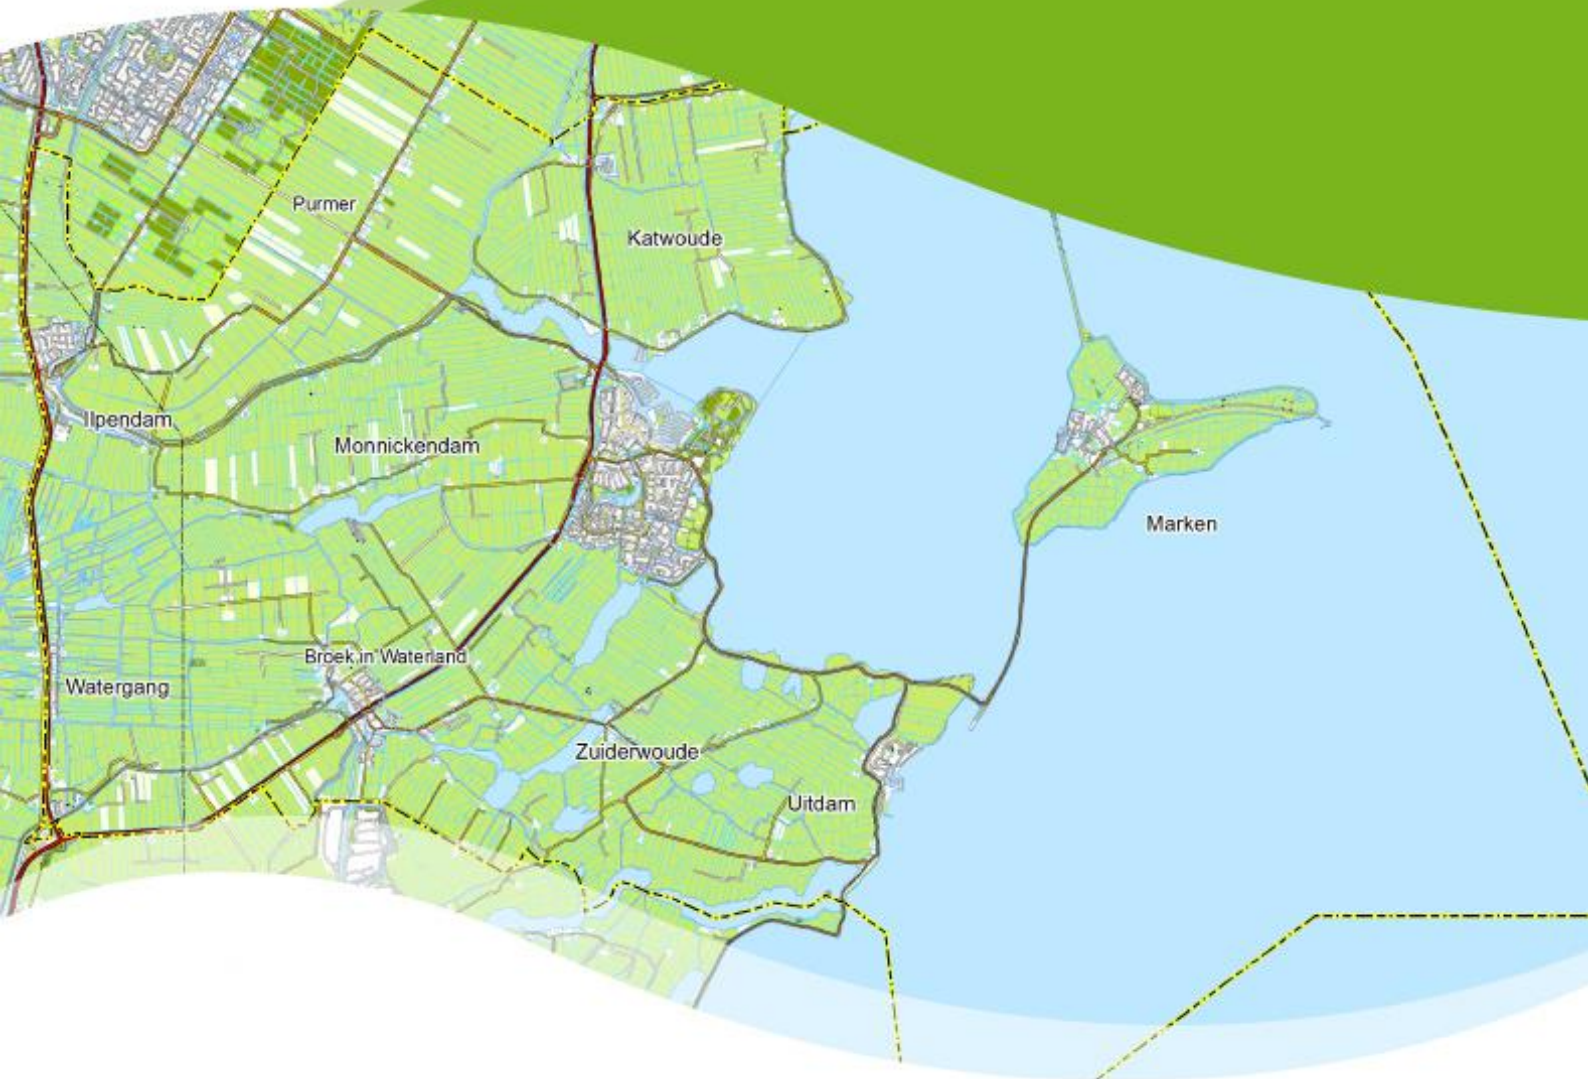 Purmer
Katwoude
Ilpendam
Monnickendam
Marken
Broek in Waterland
Watergang
Zuiderwoude
Uitdam